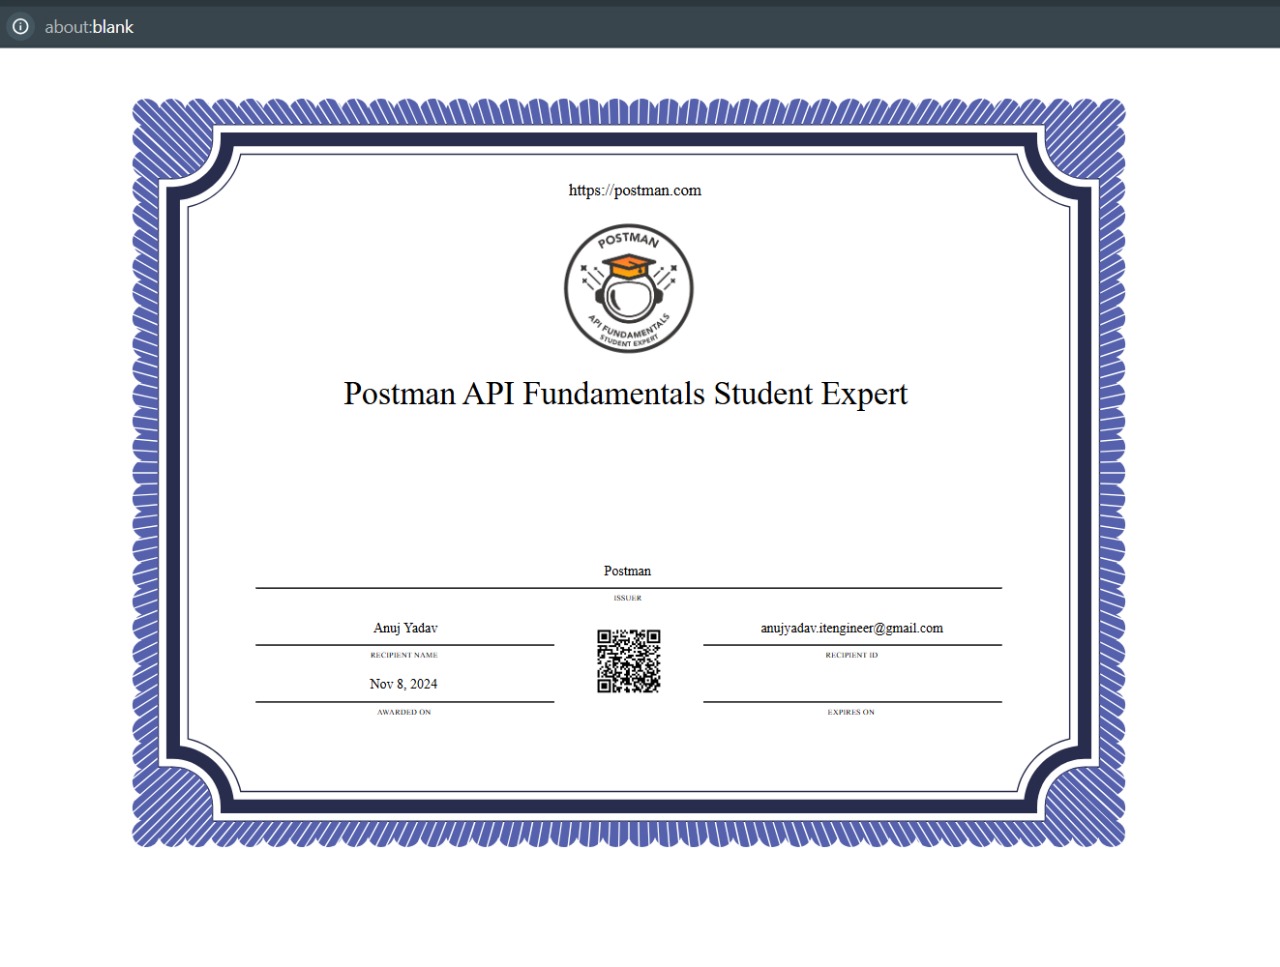 about:blank
https://postman.com
POSTMAN
API FUNDAMENTALS
STUDENT EXPERT
Postman API Fundamentals Student Expert
Postman
ISSUER
Anuj Yadav
RECIPIENT NAME
anujyadav.itengineer@gmail.com
RECIPIENT ID
Nov 8, 2024
AWARDED ON
EXPIRES ON